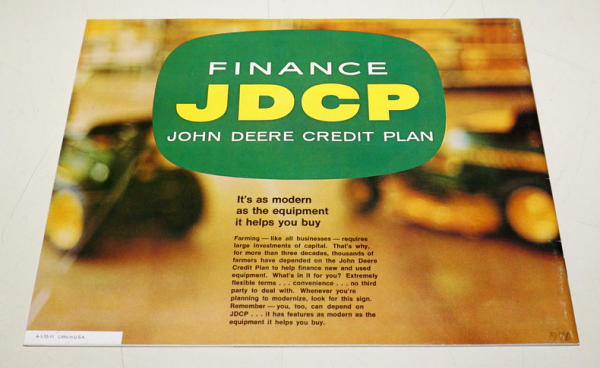 FINANCE
JDCP
JOHN DEERE CREDIT PLAN
It's as modern
as the equipment
it helps you buy
Farming — like all businesses — requires
large investments of capital. That's why,
for more than three decades, thousands of
farmers have depended on the John Deere
Credit Plan to help finance new and used
equipment. What's in it for you? Extremely
flexible terms . . . convenience . . . no third
party to deal with. Whenever you're
planning to modernize, look for this sign.
Remember — you, too, can depend on
JDCP . . . it has features as modern as the
equipment it helps you buy.